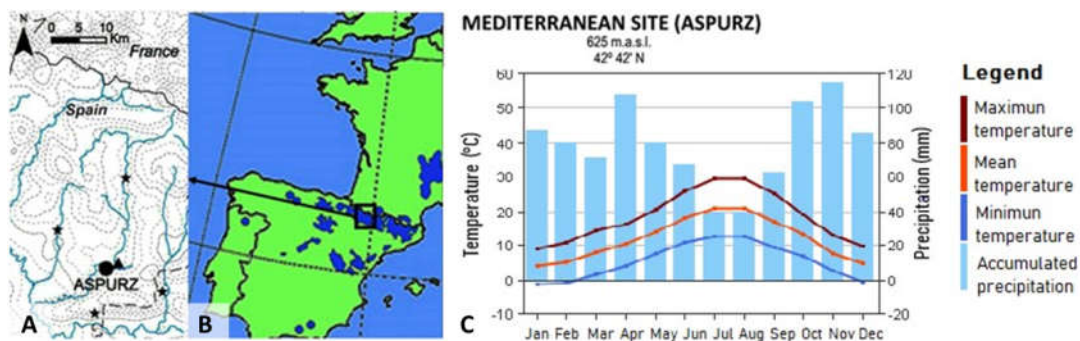 0 5 10
Km
France
Spain
ASPURZ
A
B
C
MEDITERRANEAN SITE (ASPURZ)
625 m.a.s.l.
42º 42' N
Temperature (ºC)
60
50
40
30
20
10
0
-10
Precipitation (mm)
120
100
80
60
40
20
0
-20
Jan Feb Mar Apr May Jun Jul Aug Sep Oct Nov Dec
Legend
Maximun
temperature
Mean
temperature
Minimun
temperature
Accumulated
precipitation